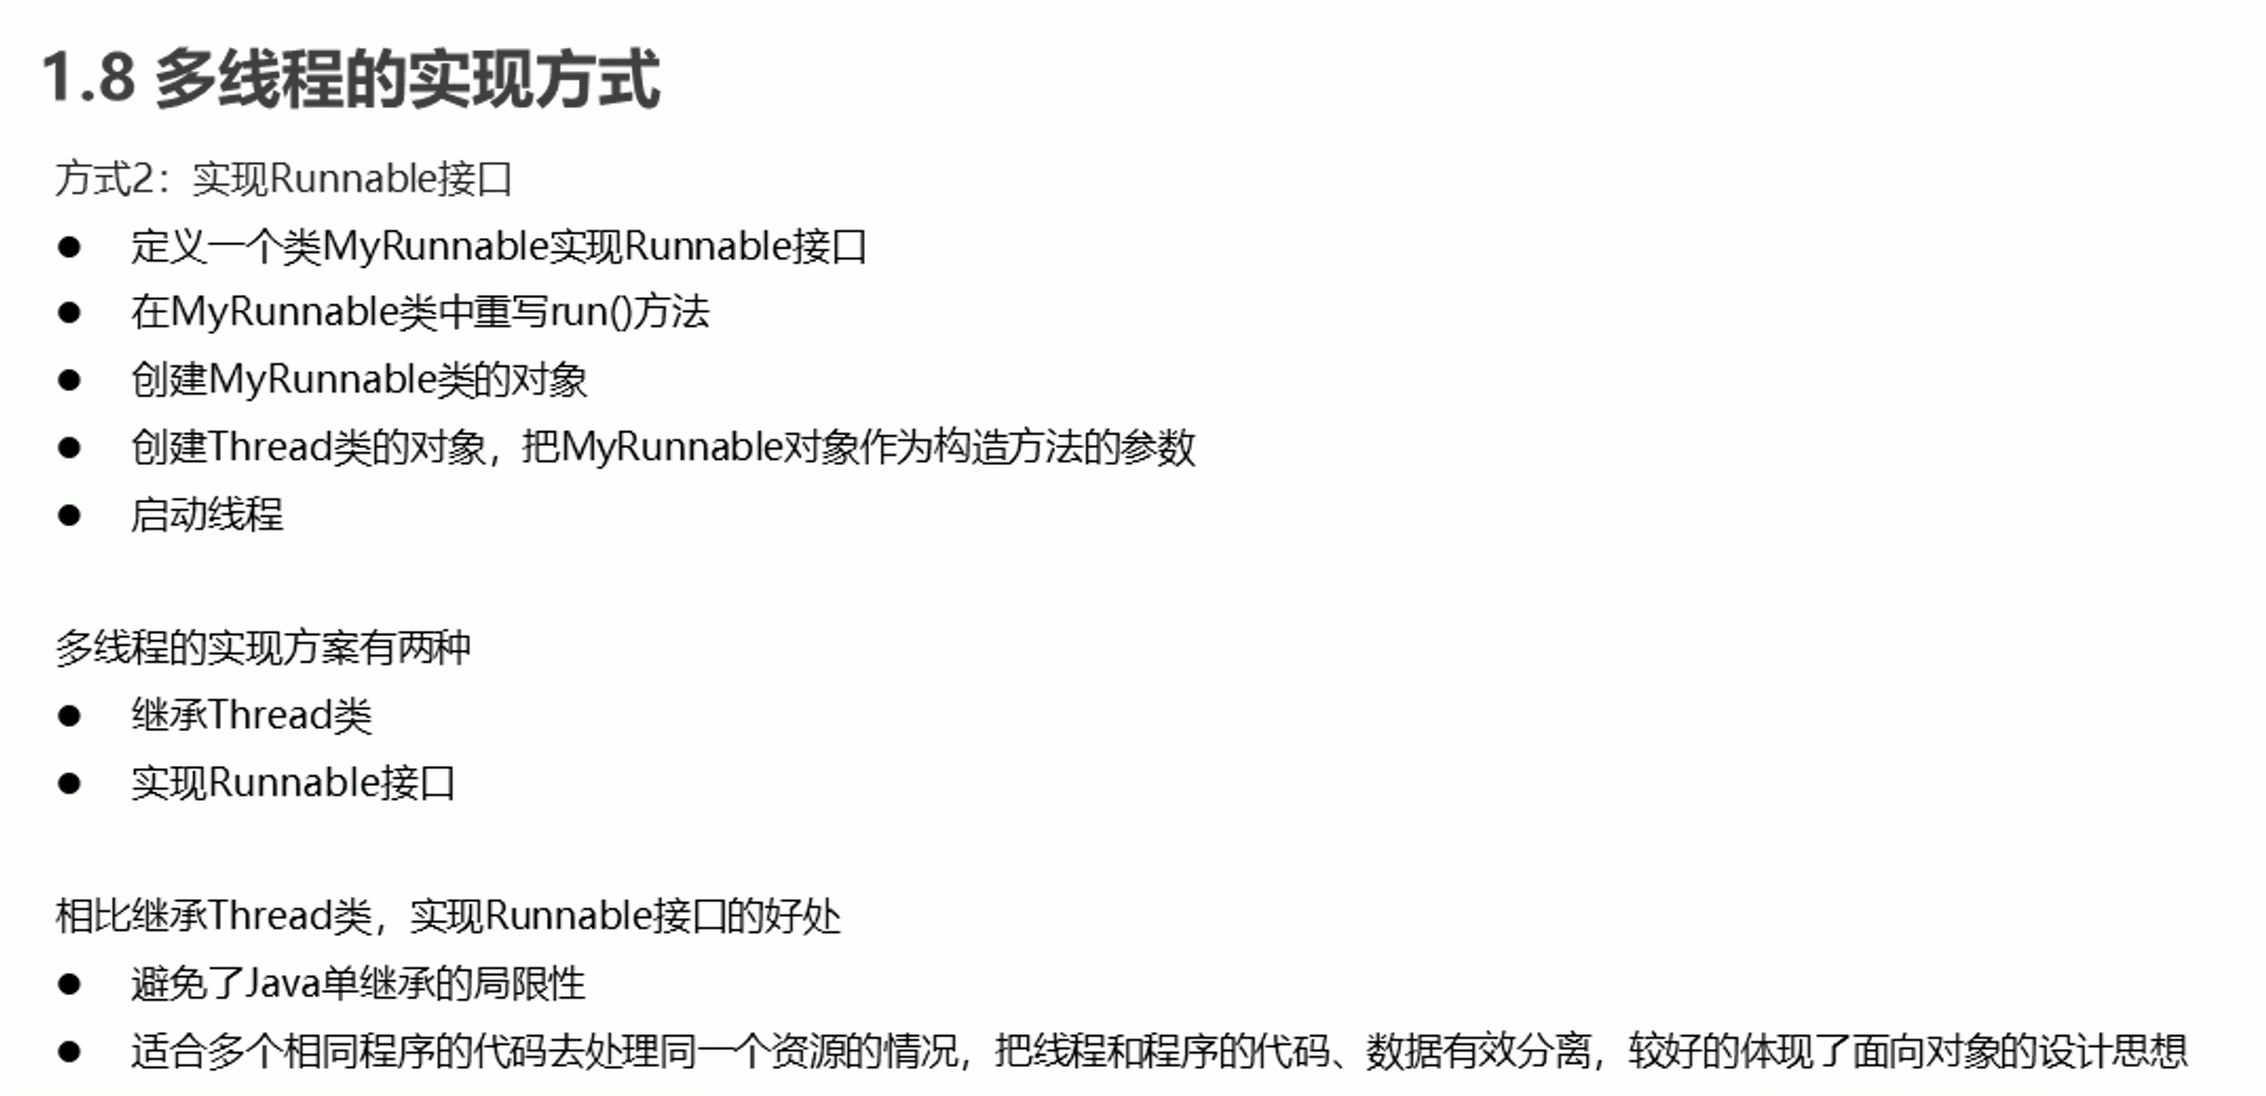 1.8 多线程的实现方式
方式2：实现Runnable接口
● 定义一个类MyRunnable实现Runnable接口
● 在MyRunnable类中重写run()方法
● 创建MyRunnable类的对象
● 创建Thread类的对象，把MyRunnable对象作为构造方法的参数
● 启动线程
多线程的实现方案有两种
● 继承Thread类
● 实现Runnable接口
相比继承Thread类，实现Runnable接口的好处
● 避免了Java单继承的局限性
● 适合多个相同程序的代码去处理同一个资源的情况，把线程和程序的代码、数据有效分离，较好的体现了面向对象的设计思想